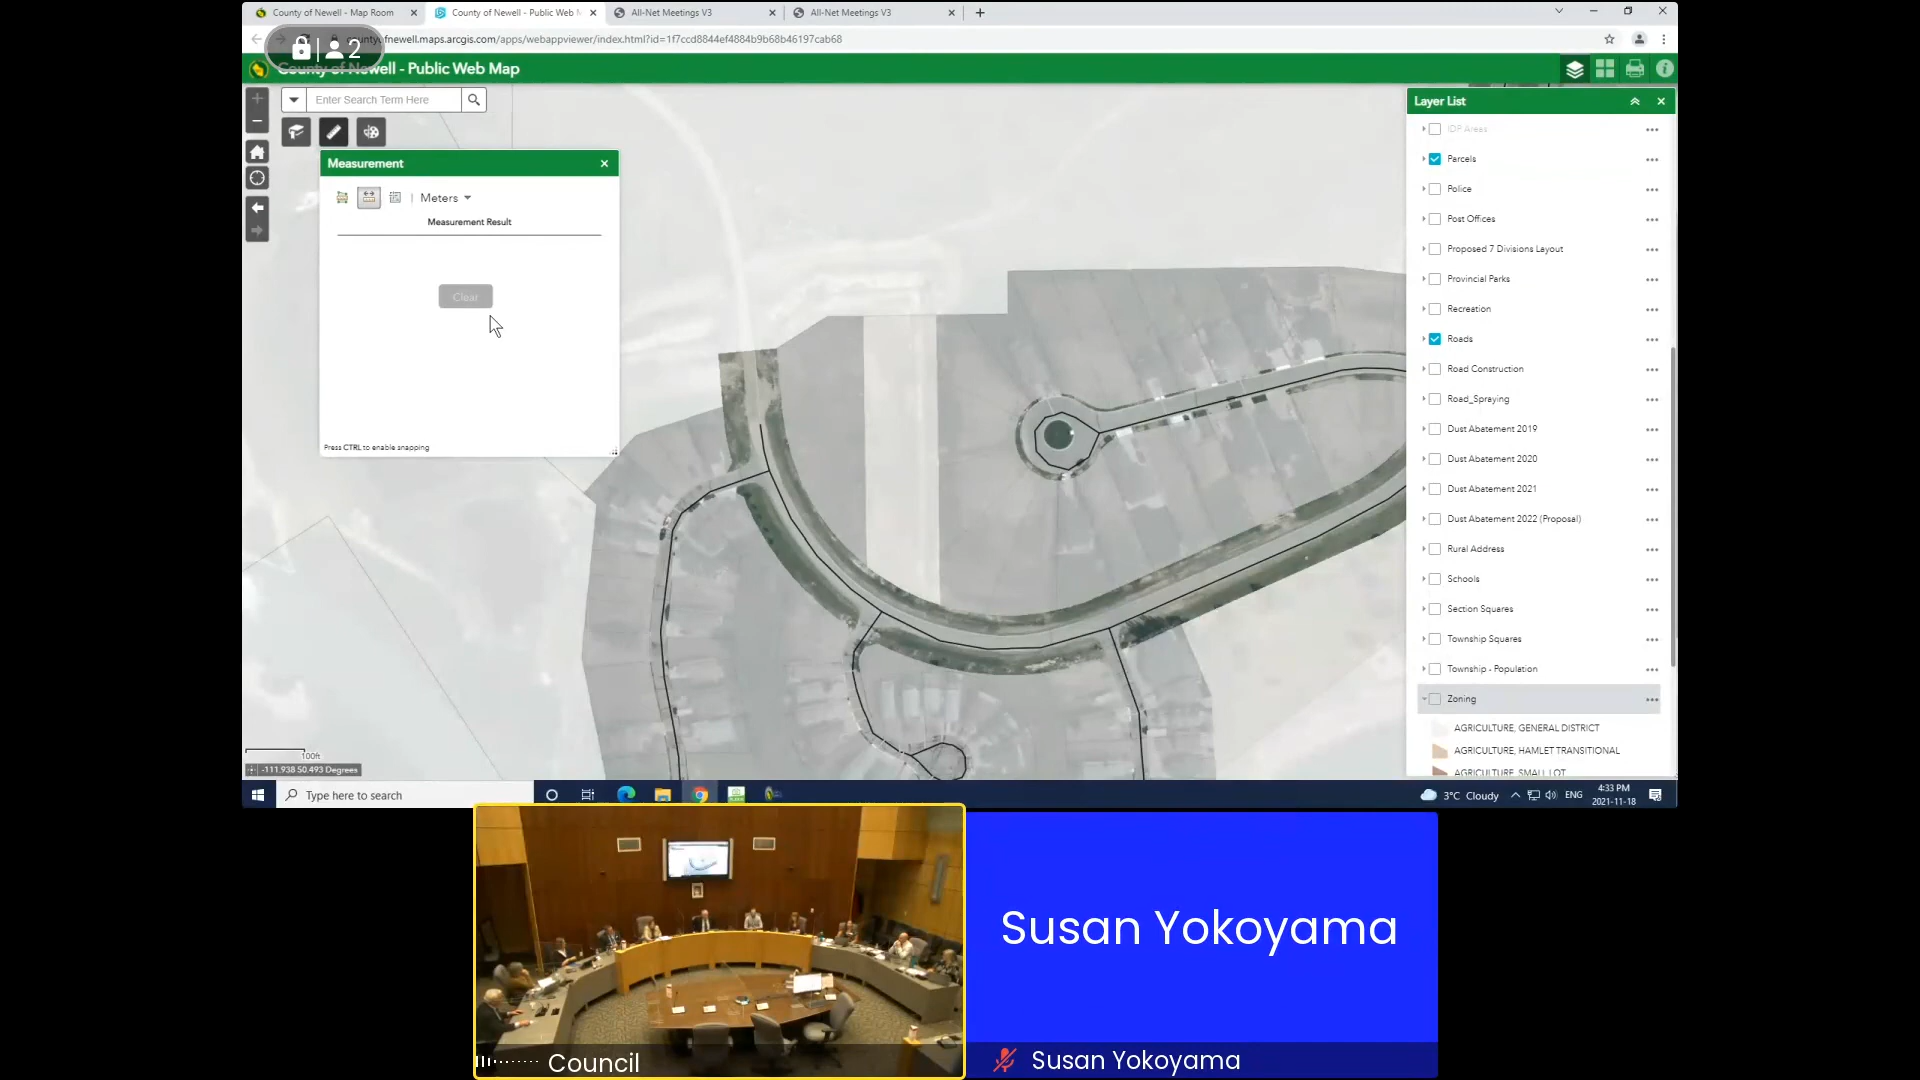 County of Newell - Map Room
County of Newell - Public Web M
All-Net Meetings V3
All-Net Meetings V3
2
countyofnewell.maps.arcgis.com/apps/webappviewer/index.html?id=1f7ccd8844ef4884b9b68b46197cab68
County of Newell - Public Web Map
Enter Search Term Here
Measurement
Meters
Measurement Result
Clear
Press CTRL to enable snapping
100ft
-111.938 50.493 Degrees
Layer List
IDP Areas
Parcels
Police
Post Offices
Proposed 7 Divisions Layout
Provincial Parks
Recreation
Roads
Road Construction
Road_Spraying
Dust Abatement 2019
Dust Abatement 2020
Dust Abatement 2021
Dust Abatement 2022 (Proposal)
Rural Address
Schools
Section Squares
Township Squares
Township - Population
Zoning
AGRICULTURE, GENERAL DISTRICT
AGRICULTURE, HAMLET TRANSITIONAL
AGRICULTURE, SMALL LOT
Type here to search
3°C Cloudy
ENG
4:33 PM
2021-11-18
Council
Susan Yokoyama
Susan Yokoyama